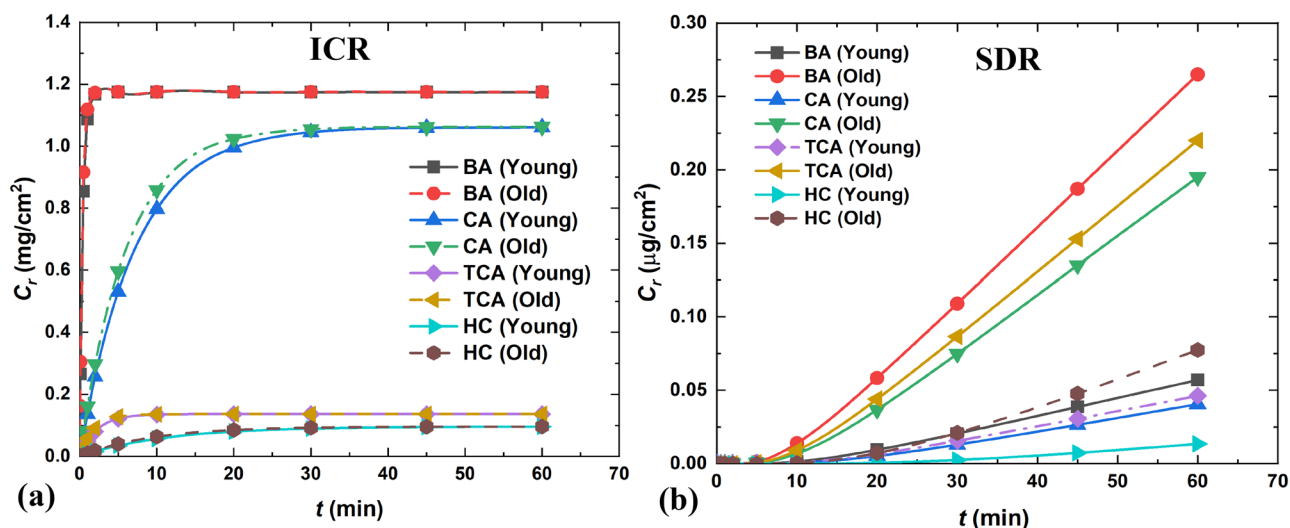 ICR
1.4
1.2
1.0
0.8
0.6
0.4
0.2
0.0
C_r (mg/cm²)
BA (Young)
BA (Old)
CA (Young)
CA (Old)
TCA (Young)
TCA (Old)
HC (Young)
HC (Old)
0 10 20 30 40 50 60 70
t (min)
(a)
SDR
0.30
0.25
0.20
0.15
0.10
0.05
0.00
C_r (μg/cm²)
BA (Young)
BA (Old)
CA (Young)
CA (Old)
TCA (Young)
TCA (Old)
HC (Young)
HC (Old)
0 10 20 30 40 50 60 70
t (min)
(b)